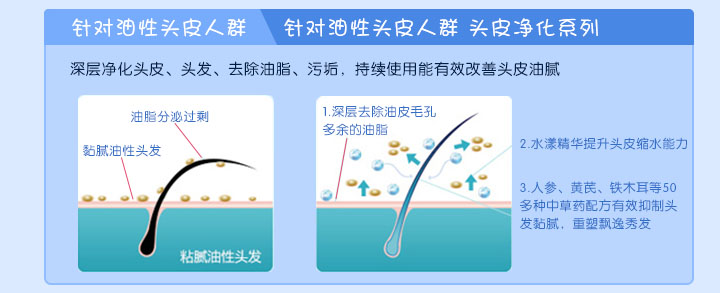 针对油性头皮人群
针对油性头皮人群 头皮净化系列
深层净化头皮、头发、去除油脂、污垢，持续使用能有效改善头皮油腻
油脂分泌过剩
黏腻油性头发
粘腻油性头发
1.深层去除油皮毛孔
多余的油脂
2.水漾精华提升头皮缩水能力
3.人参、黄芪、铁木耳等50
多种中草药配方有效抑制头
发黏腻，重塑飘逸秀发